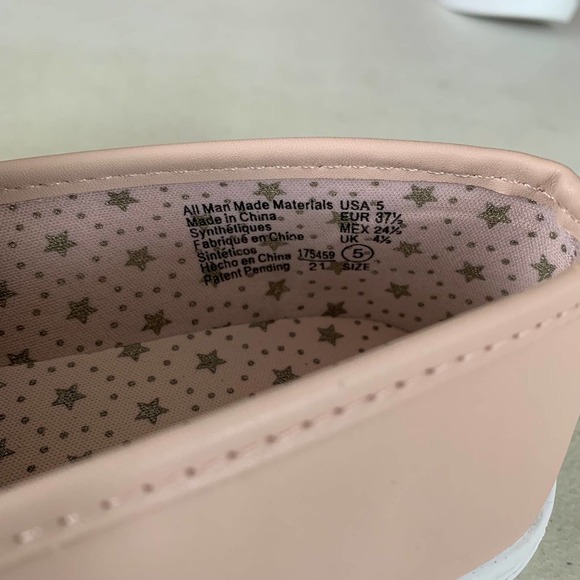 All Man Made Materials USA 5
Made in China EUR 37½
Synthétiques MEX 24½
Fabriqué en Chine UK 4½
Sintéticos
Hecho en China 175459 5
Patent Pending 21 SIZE